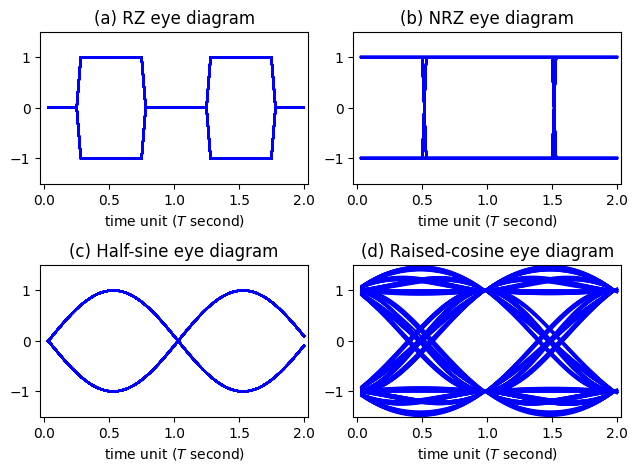 (a) RZ eye diagram
1
0
−1
0.0 0.5 1.0 1.5 2.0
time unit (T second)
(b) NRZ eye diagram
1
0
−1
0.0 0.5 1.0 1.5 2.0
time unit (T second)
(c) Half-sine eye diagram
1
0
−1
0.0 0.5 1.0 1.5 2.0
time unit (T second)
(d) Raised-cosine eye diagram
1
0
−1
0.0 0.5 1.0 1.5 2.0
time unit (T second)